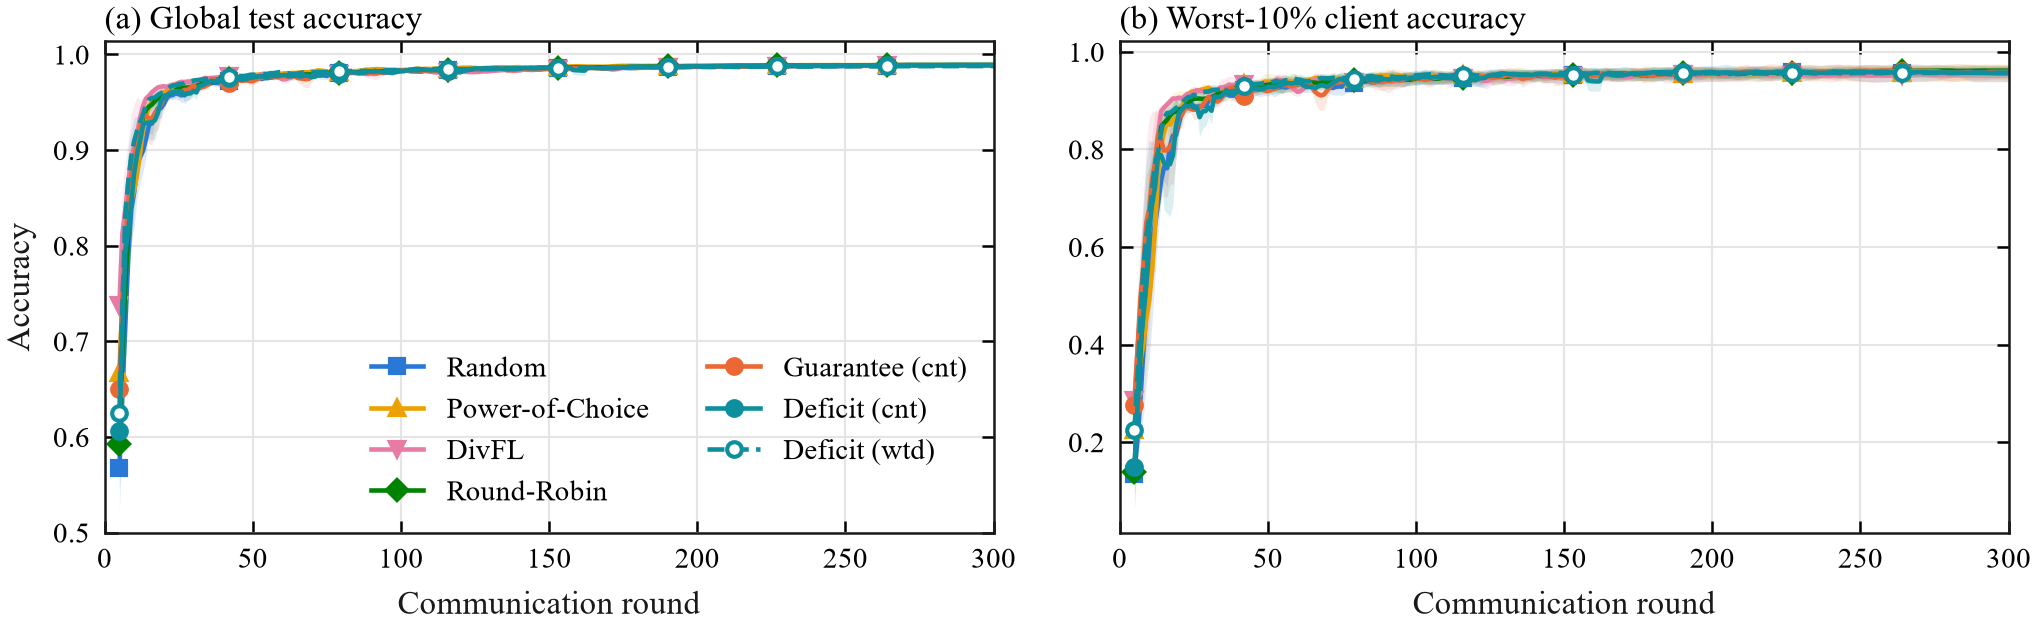 (a) Global test accuracy
1.0
0.9
0.8
0.7
0.6
0.5
Accuracy
0 50 100 150 200 250 300
Communication round
Random
Power-of-Choice
DivFL
Round-Robin
Guarantee (cnt)
Deficit (cnt)
Deficit (wtd)
(b) Worst-10% client accuracy
1.0
0.8
0.6
0.4
0.2
0 50 100 150 200 250 300
Communication round